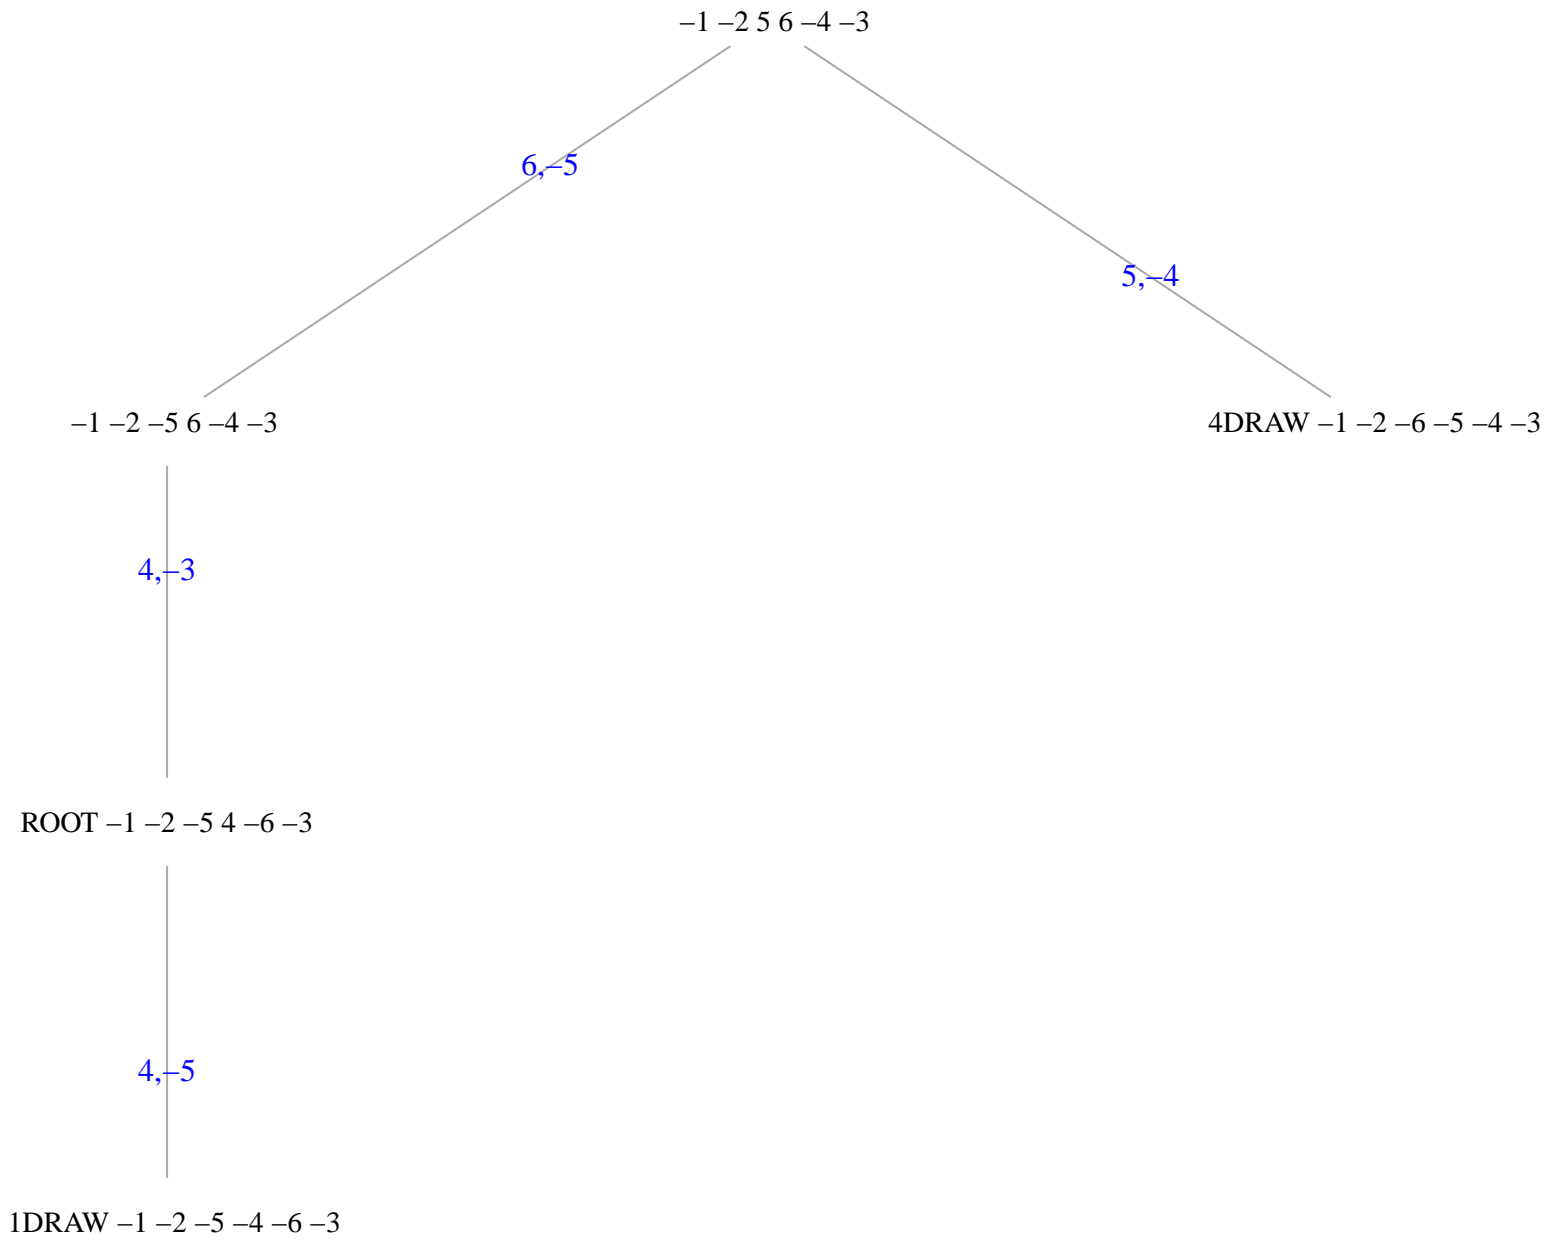 –1 –2 5 6 –4 –3
6,–5
5,–4
–1 –2 –5 6 –4 –3
4DRAW –1 –2 –6 –5 –4 –3
4,–3
ROOT –1 –2 –5 4 –6 –3
4,–5
1DRAW –1 –2 –5 –4 –6 –3